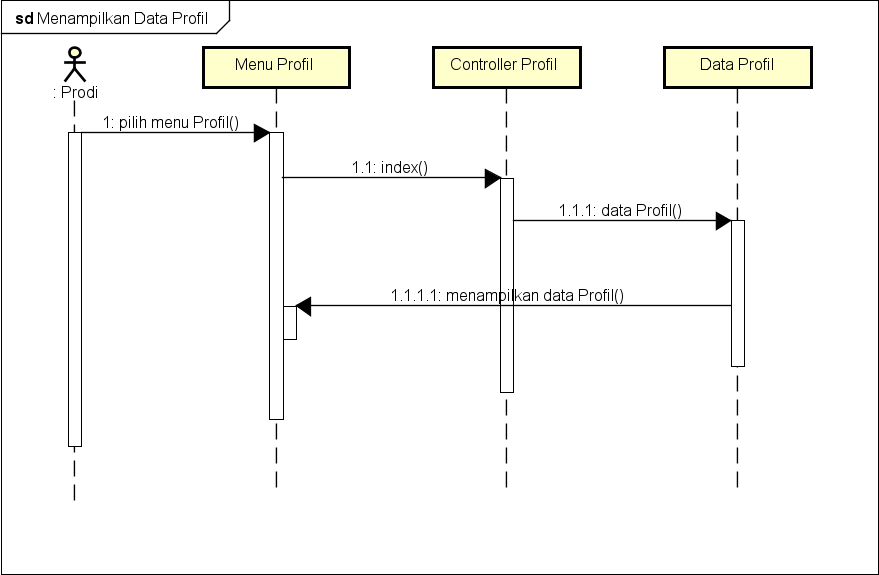 sd Menampilkan Data Profil
: Prodi
Menu Profil
Controller Profil
Data Profil
1: pilih menu Profil()
1.1: index()
1.1.1: data Profil()
1.1.1.1: menampilkan data Profil()